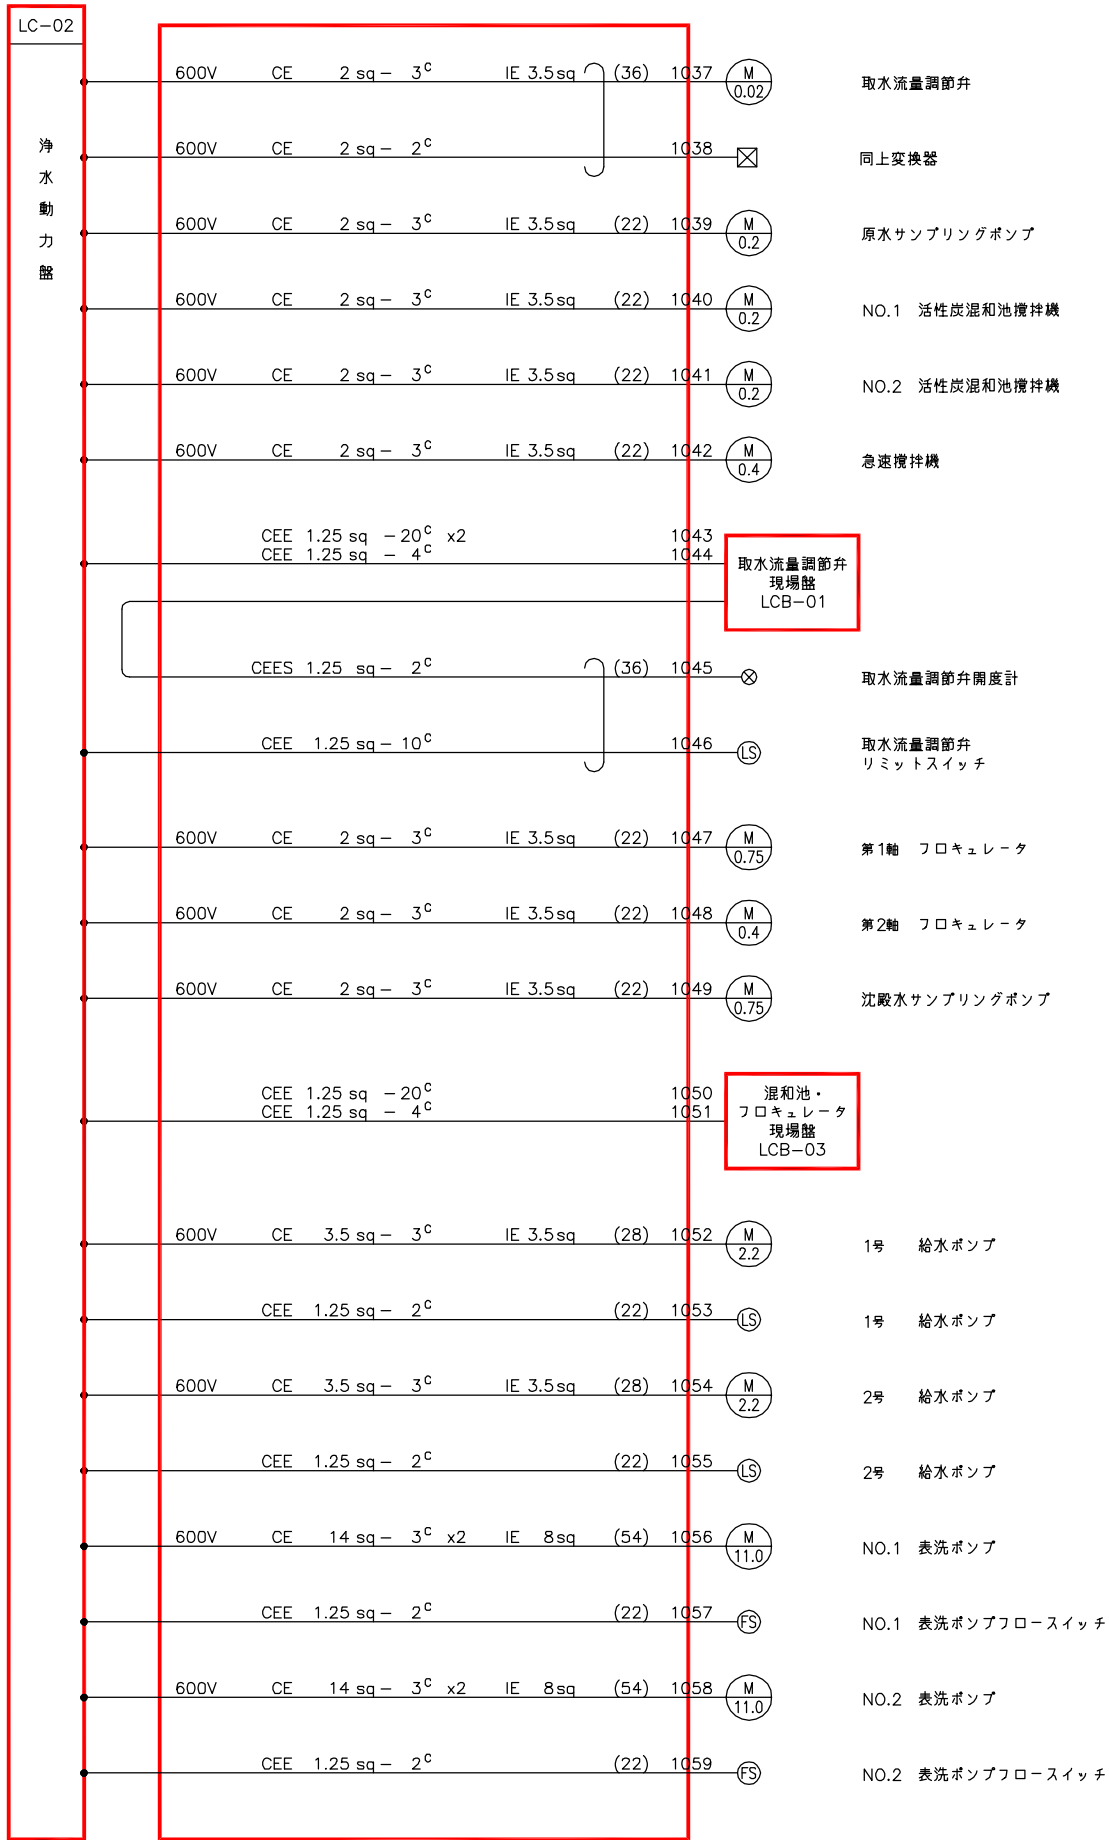 LC-02
浄水動力盤
600V CE 2 sq - 3C IE 3.5sq (36) 1037 M 0.02 取水流量調節弁
600V CE 2 sq - 2C 1038 同上変換器
600V CE 2 sq - 3C IE 3.5sq (22) 1039 M 0.2 原水サンプリングポンプ
600V CE 2 sq - 3C IE 3.5sq (22) 1040 M 0.2 NO.1 活性炭混和池攪拌機
600V CE 2 sq - 3C IE 3.5sq (22) 1041 M 0.2 NO.2 活性炭混和池攪拌機
600V CE 2 sq - 3C IE 3.5sq (22) 1042 M 0.4 急速攪拌機
CEE 1.25 sq - 20C x2 1043
CEE 1.25 sq - 4C 1044
取水流量調節弁
現場盤
LCB-01
CEES 1.25 sq - 2C (36) 1045 取水流量調節弁開度計
CEE 1.25 sq - 10C 1046 LS 取水流量調節弁
リミットスイッチ
600V CE 2 sq - 3C IE 3.5sq (22) 1047 M 0.75 第1軸 フロキュレータ
600V CE 2 sq - 3C IE 3.5sq (22) 1048 M 0.4 第2軸 フロキュレータ
600V CE 2 sq - 3C IE 3.5sq (22) 1049 M 0.75 沈殿水サンプリングポンプ
CEE 1.25 sq - 20C 1050
CEE 1.25 sq - 4C 1051
混和池・
フロキュレータ
現場盤
LCB-03
600V CE 3.5 sq - 3C IE 3.5sq (28) 1052 M 2.2 1号 給水ポンプ
CEE 1.25 sq - 2C (22) 1053 LS 1号 給水ポンプ
600V CE 3.5 sq - 3C IE 3.5sq (28) 1054 M 2.2 2号 給水ポンプ
CEE 1.25 sq - 2C (22) 1055 LS 2号 給水ポンプ
600V CE 14 sq - 3C x2 IE 8sq (54) 1056 M 11.0 NO.1 表洗ポンプ
CEE 1.25 sq - 2C (22) 1057 FS NO.1 表洗ポンプフロースイッチ
600V CE 14 sq - 3C x2 IE 8sq (54) 1058 M 11.0 NO.2 表洗ポンプ
CEE 1.25 sq - 2C (22) 1059 FS NO.2 表洗ポンプフロースイッチ